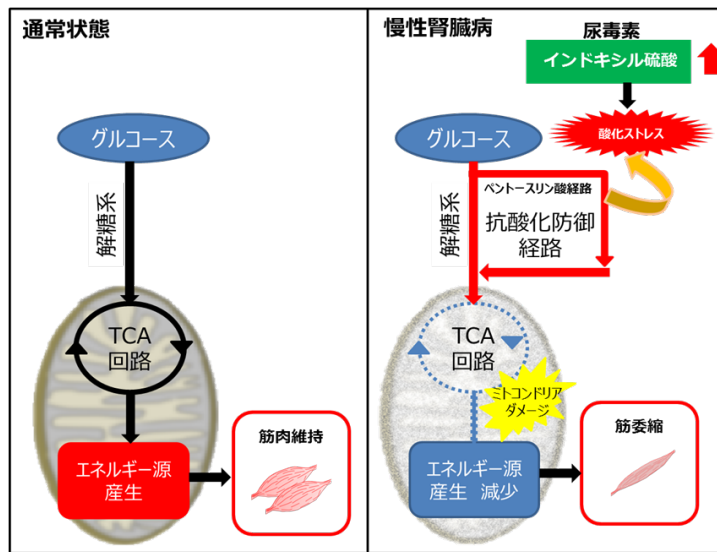 通常状態
グルコース
解糖系
TCA
回路
エネルギー源
産生
筋肉維持
慢性腎臓病
尿毒素
インドキシル硫酸
酸化ストレス
グルコース
ペントースリン酸経路
解糖系
抗酸化防御
経路
TCA
回路
ミトコンドリア
ダメージ
エネルギー源
産生 減少
筋委縮